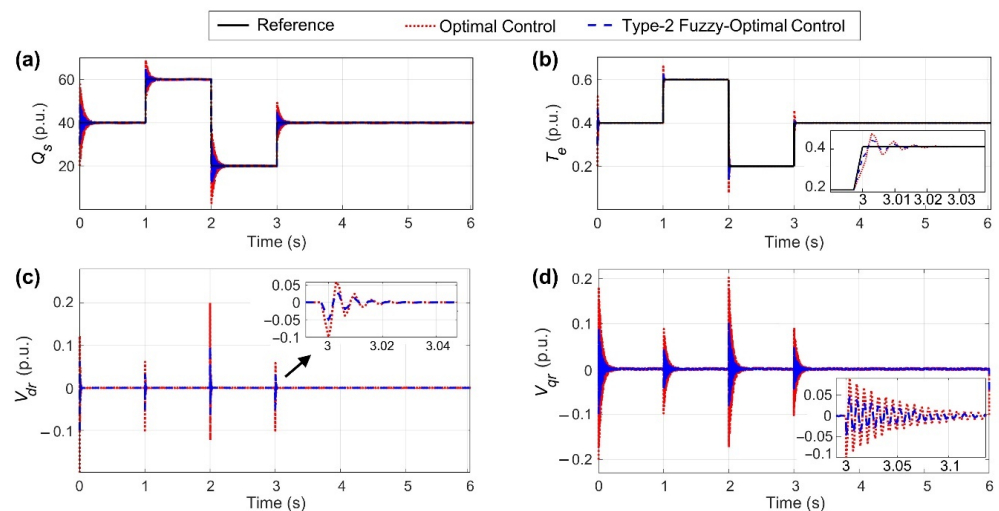 Reference
Optimal Control
Type-2 Fuzzy-Optimal Control
(a)
Q_s (p.u.)
60
40
20
0 1 2 3 4 5 6
Time (s)
(b)
T_e (p.u.)
0.6
0.4
0.2
0.4
0.2
3 3.01 3.02 3.03
0 1 2 3 4 5 6
Time (s)
(c)
V_dr (p.u.)
0.2
0.1
0
−0.1
0.05
0
−0.05
−0.1
3 3.02 3.04
0 1 2 3 4 5 6
Time (s)
(d)
V_qr (p.u.)
0.2
0.1
0
−0.1
−0.2
0.05
0
−0.05
−0.1
3 3.05 3.1
0 1 2 3 4 5 6
Time (s)